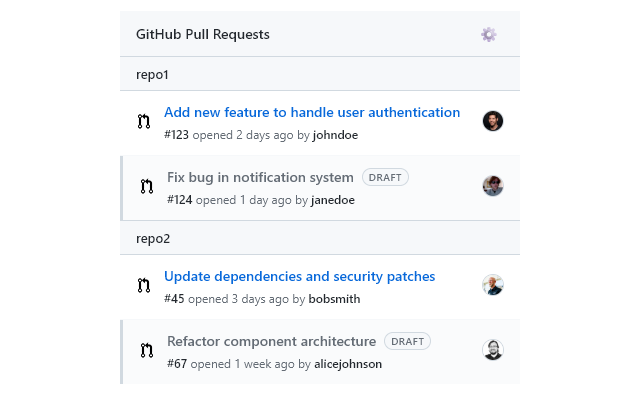 GitHub Pull Requests
repo1
Add new feature to handle user authentication
#123 opened 2 days ago by johndoe
Fix bug in notification system DRAFT
#124 opened 1 day ago by janedoe
repo2
Update dependencies and security patches
#45 opened 3 days ago by bobsmith
Refactor component architecture DRAFT
#67 opened 1 week ago by alicejohnson